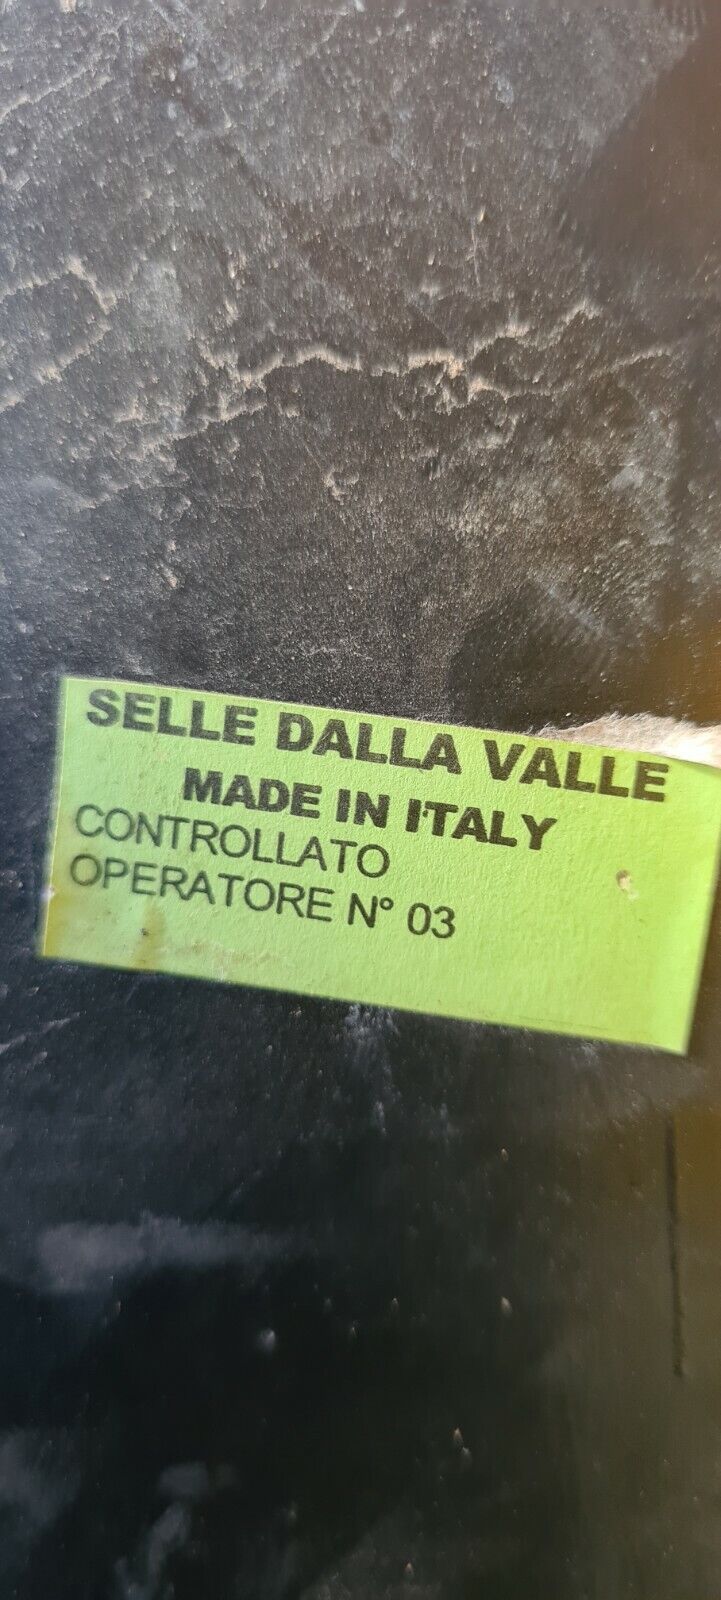 SELLE DALLA VALLE
MADE IN ITALY
CONTROLLATO
OPERATORE N° 03